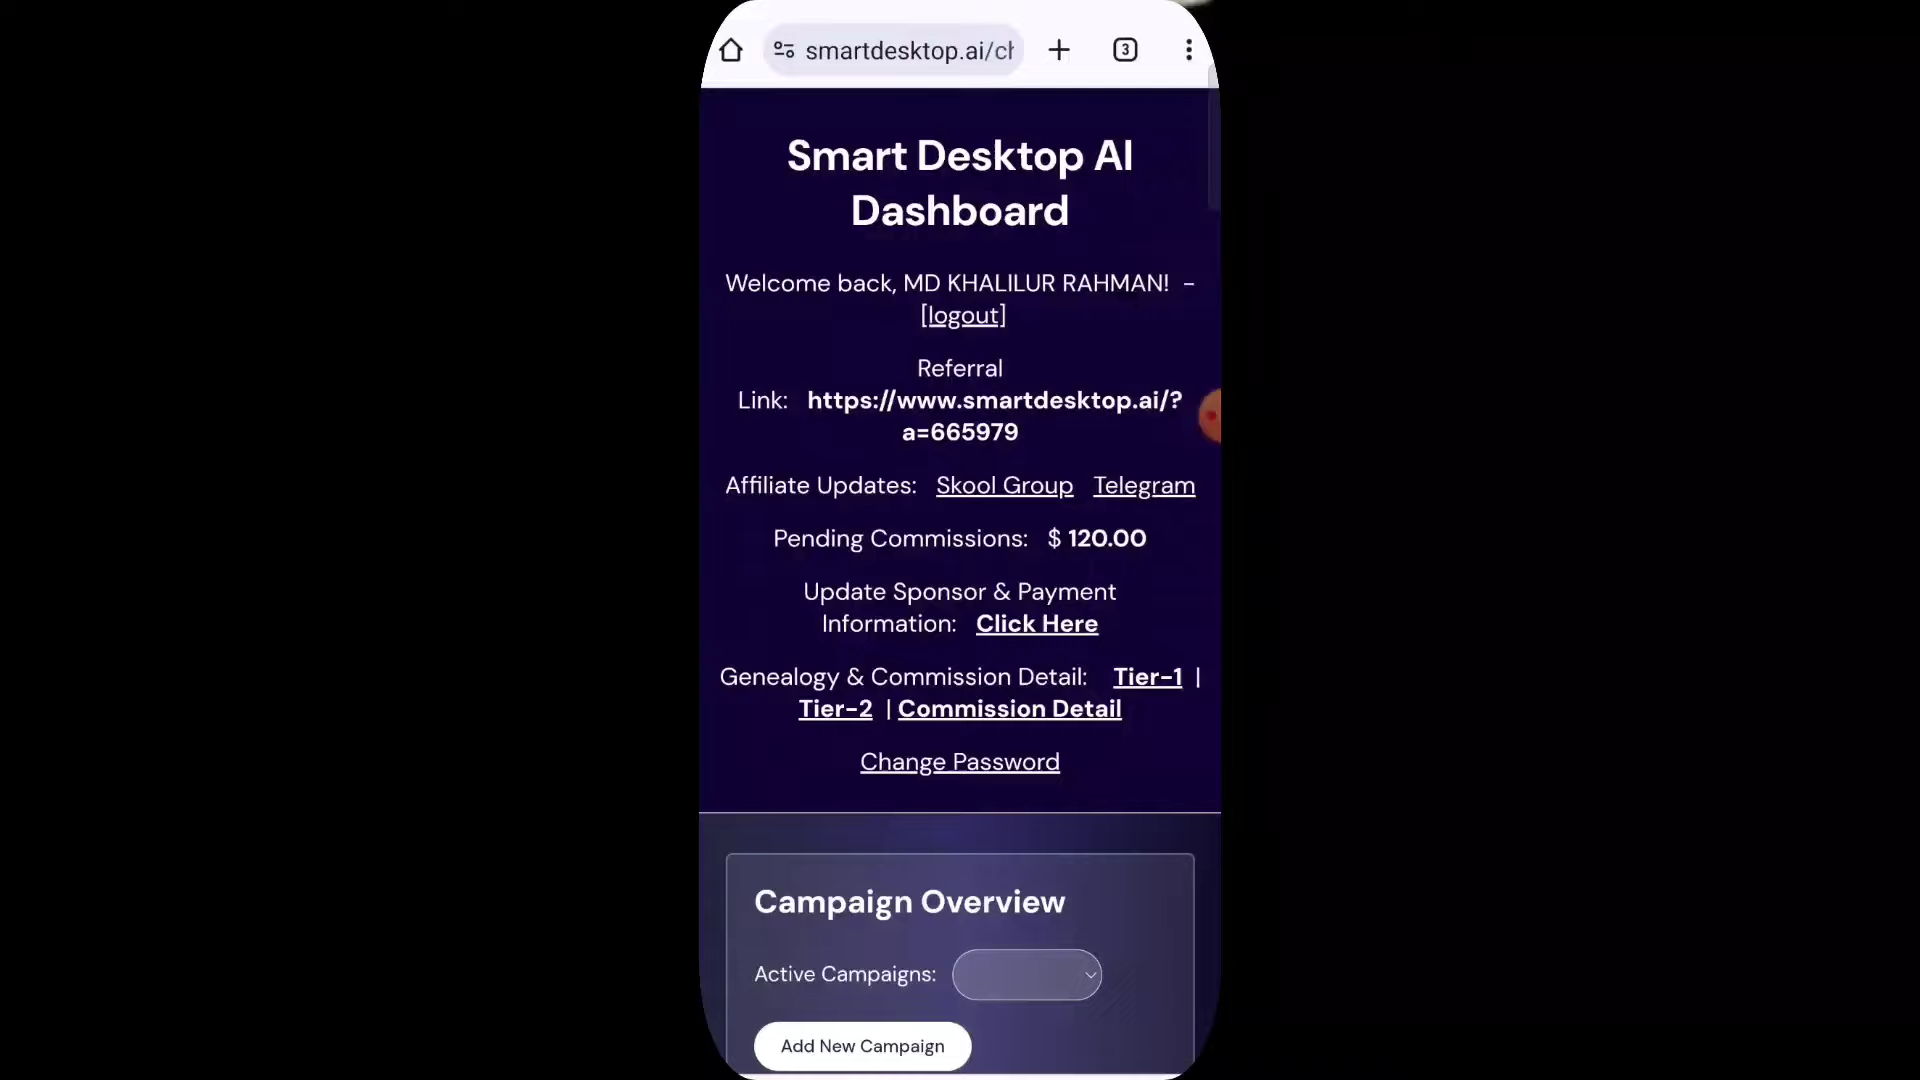 smartdesktop.ai/ch
3
Smart Desktop AI
Dashboard
Welcome back, MD KHALILUR RAHMAN! -
[logout]
Referral
Link: https://www.smartdesktop.ai/?
a=665979
Affiliate Updates: Skool Group Telegram
Pending Commissions: $ 120.00
Update Sponsor & Payment
Information: Click Here
Genealogy & Commission Detail: Tier-1 |
Tier-2 | Commission Detail
Change Password
Campaign Overview
Active Campaigns:
Add New Campaign